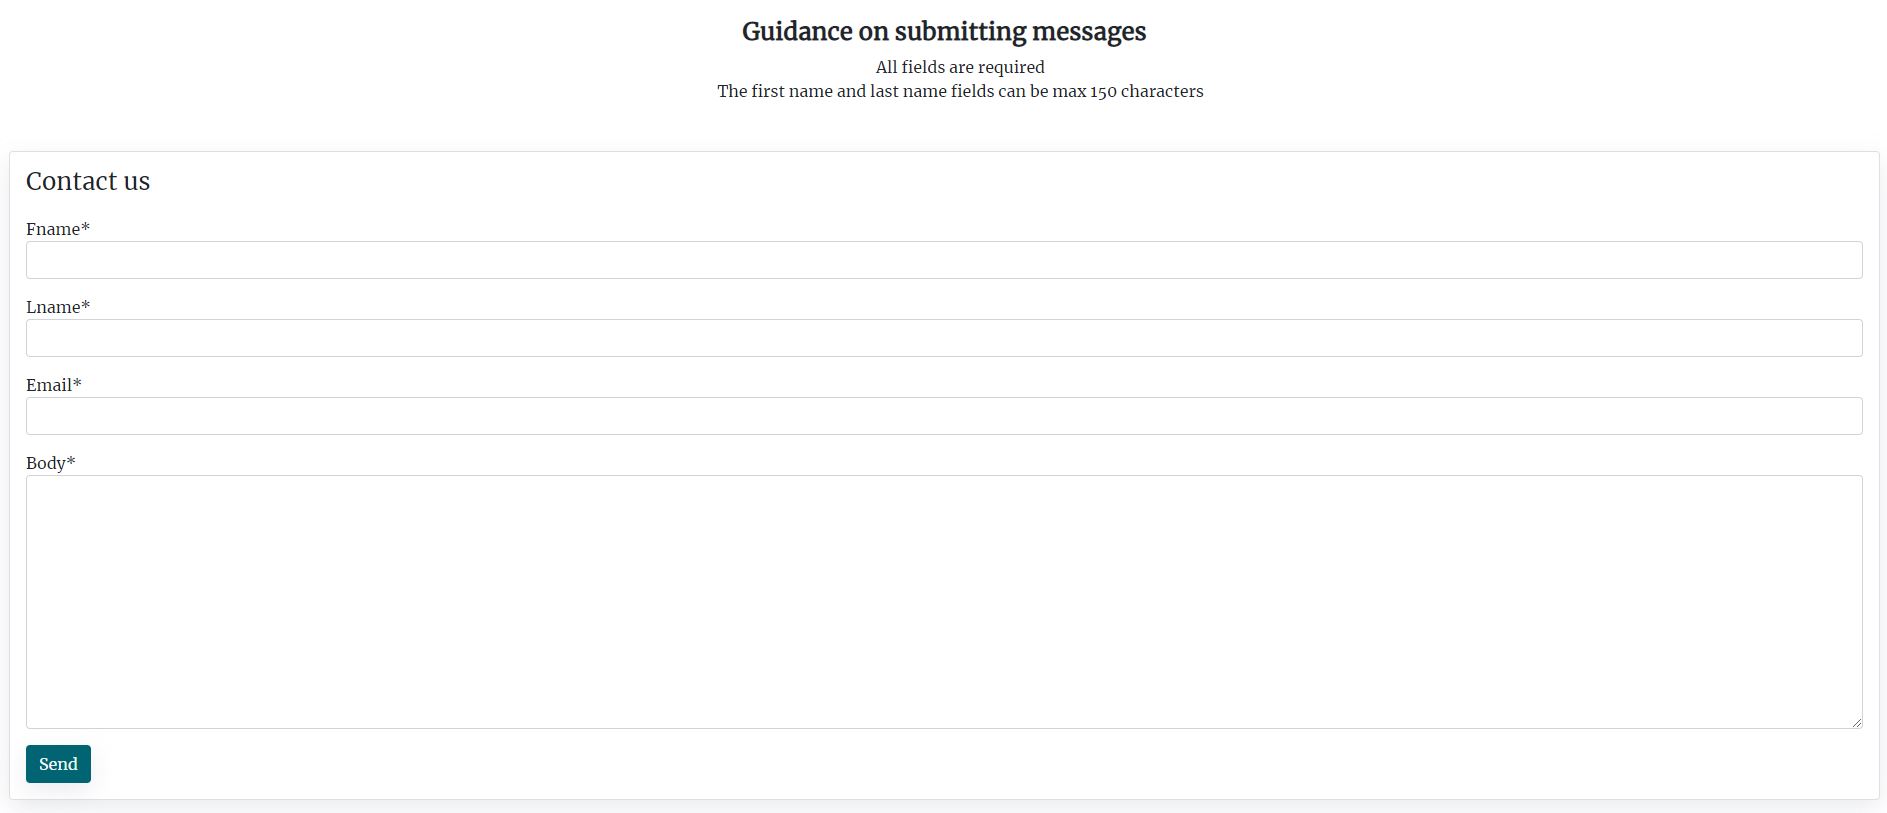 Guidance on submitting messages
All fields are required
The first name and last name fields can be max 150 characters
Contact us
Fname*
Lname*
Email*
Body*
Send